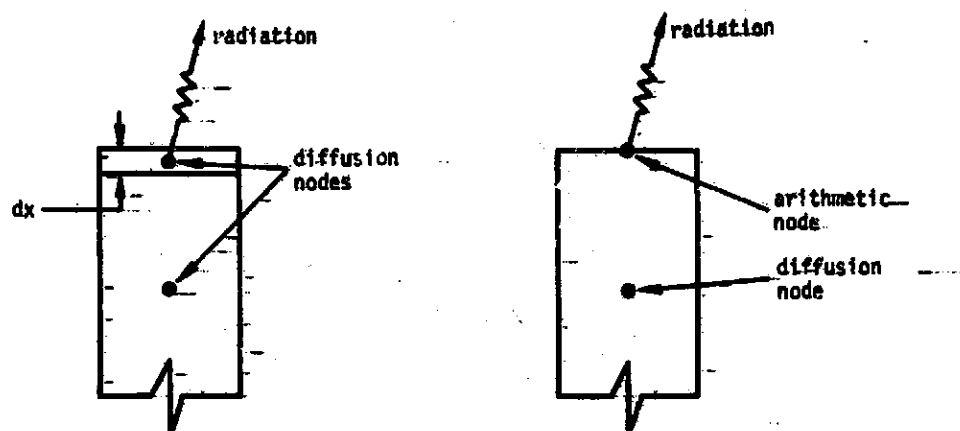 radiation
diffusion
nodes
dx
radiation
arithmetic
node
diffusion
node